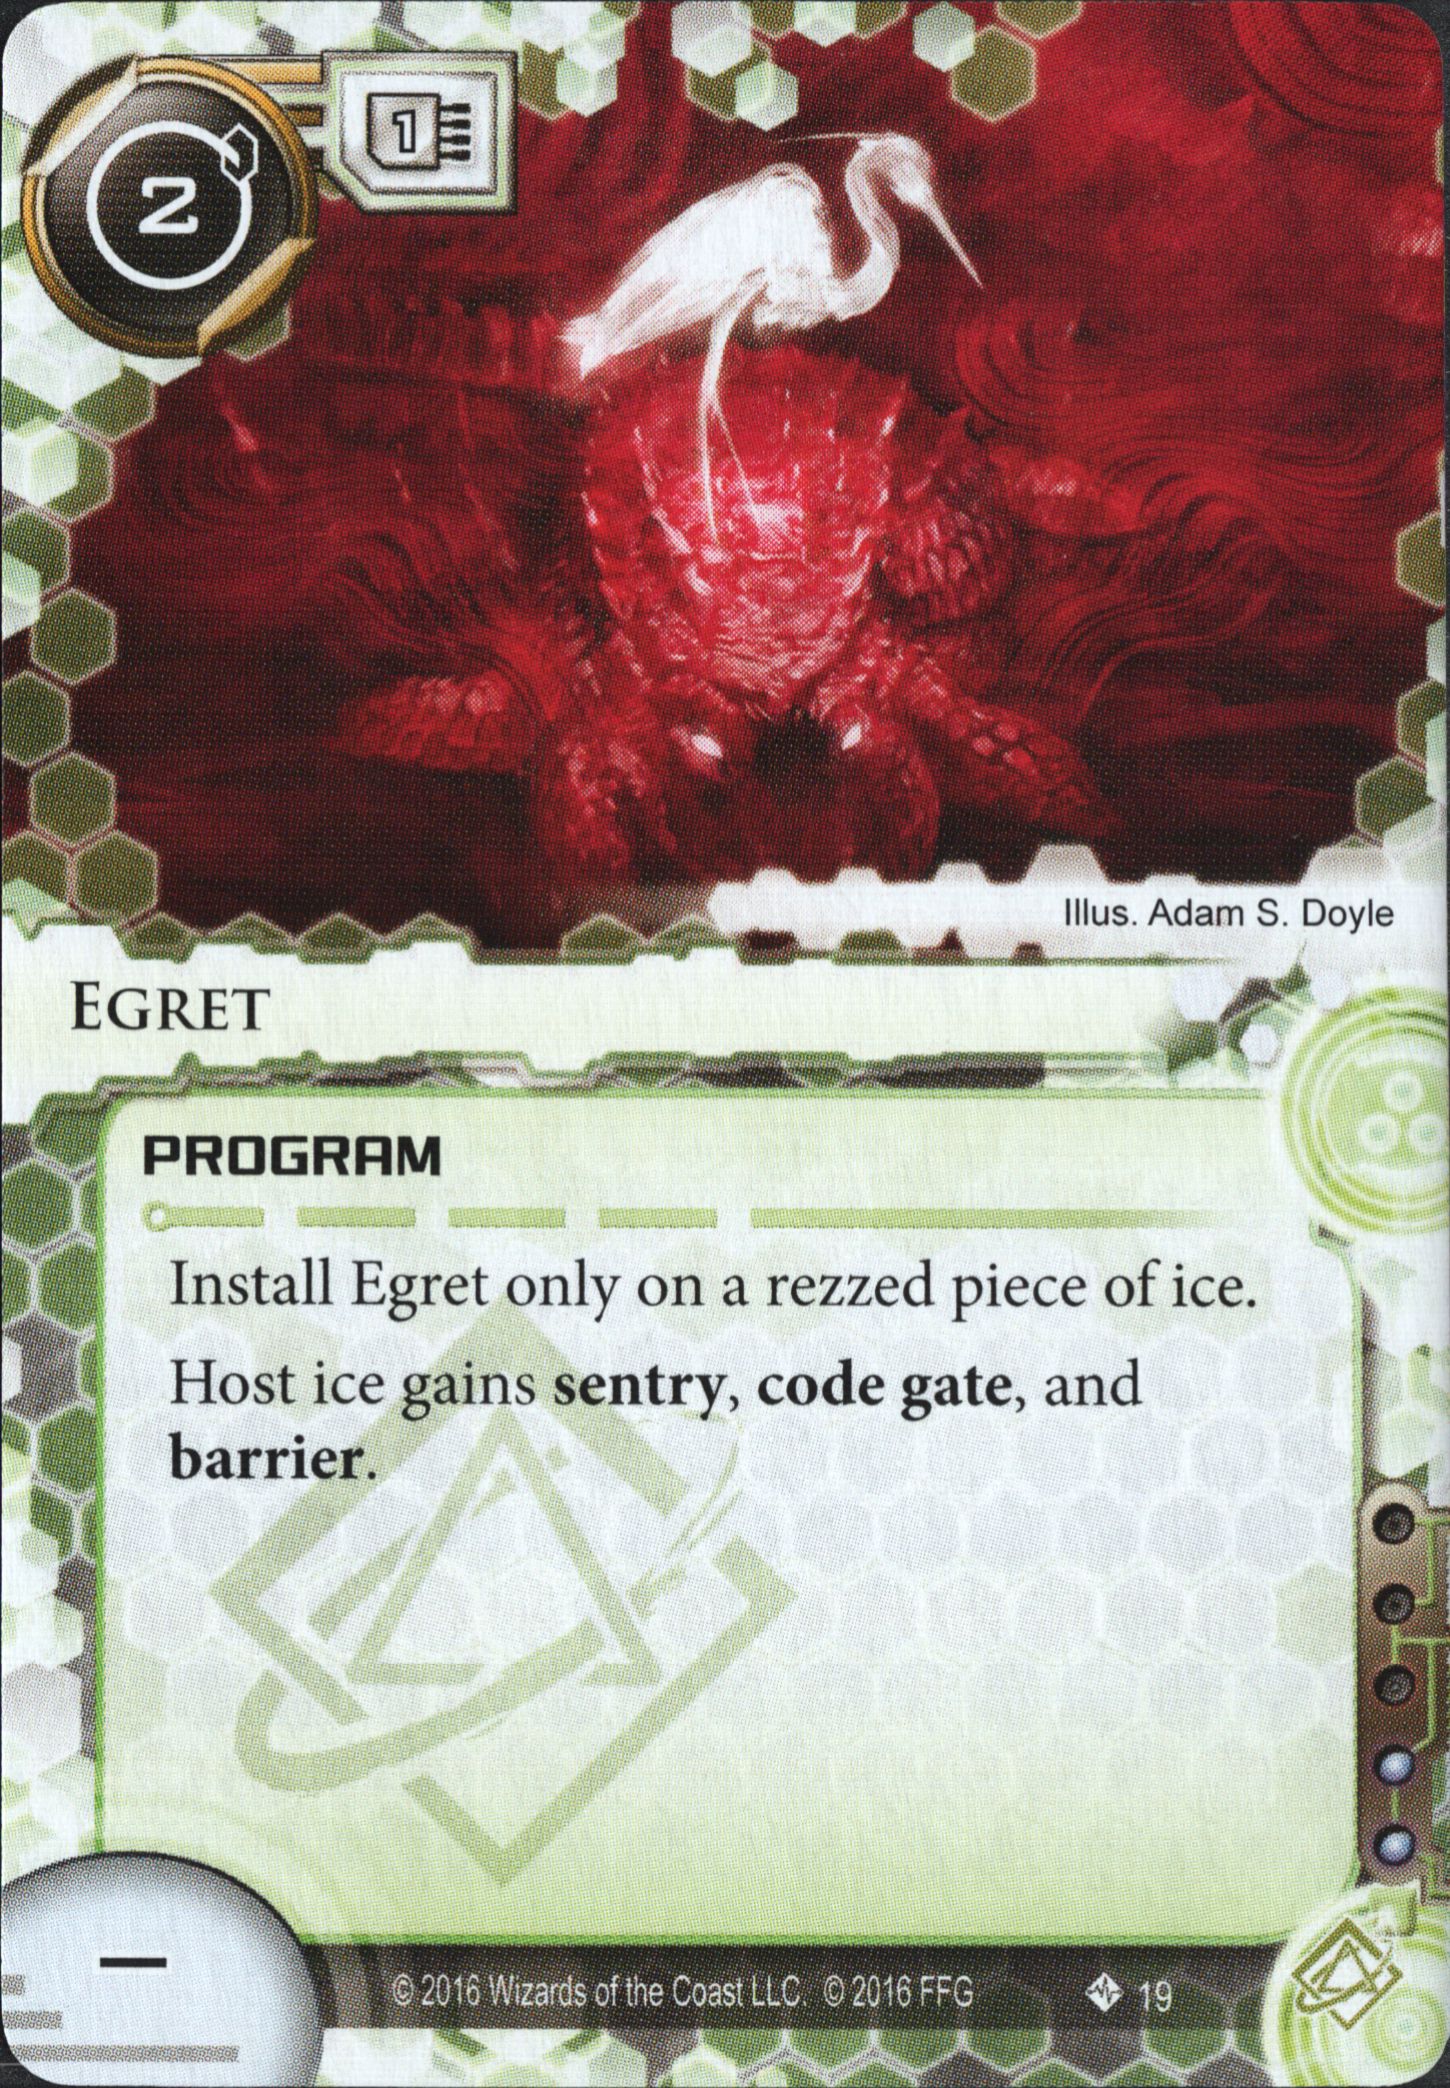 2
1
Illus. Adam S. Doyle
EGRET
PROGRAM
Install Egret only on a rezzed piece of ice.
Host ice gains sentry, code gate, and
barrier.
—
© 2016 Wizards of the Coast LLC. © 2016 FFG
19